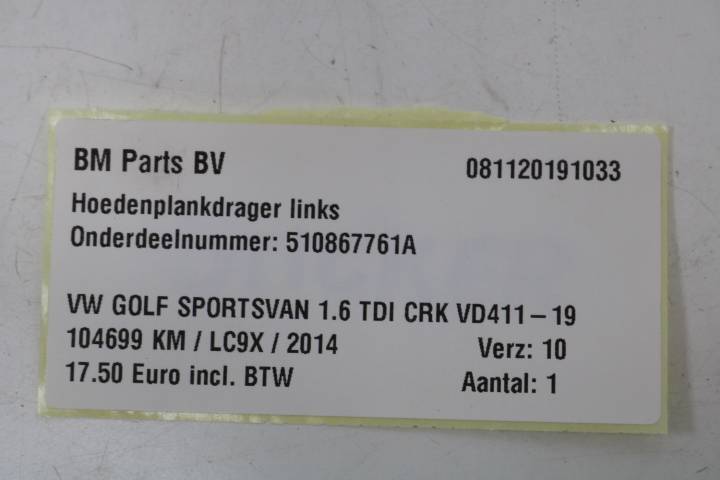 BM Parts BV 081120191033
Hoedenplankdrager links
Onderdeelnummer: 510867761A
VW GOLF SPORTSVAN 1.6 TDI CRK VD411-19
104699 KM / LC9X / 2014 Verz: 10
17.50 Euro incl. BTW Aantal: 1